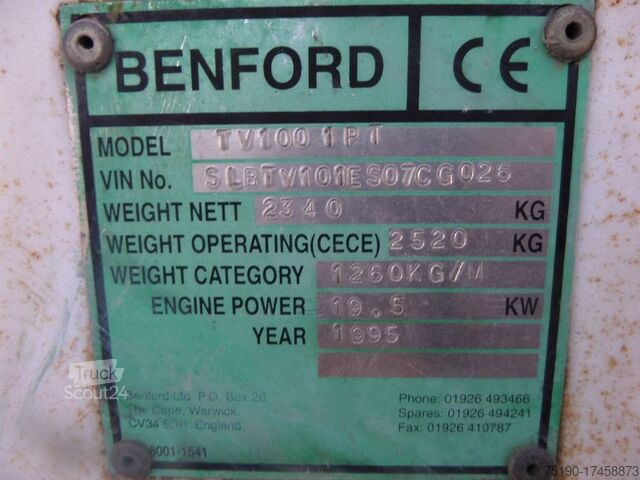 BENFORD CE
MODEL TV100 1PT
VIN No. SLBTV101ES07CG026
WEIGHT NETT 2340 KG
WEIGHT OPERATING(CECE) 2520 KG
WEIGHT CATEGORY 1260KG/M
ENGINE POWER 19.5 KW
YEAR 1995
Benford Ltd. P.O. Box 26 Phone: 01926 493466
The Cape, Warwick. Spares: 01926 494241
CV34 5DR. England. Fax: 01926 410787
8001-1541
Truck
Scout24
75190-17458873